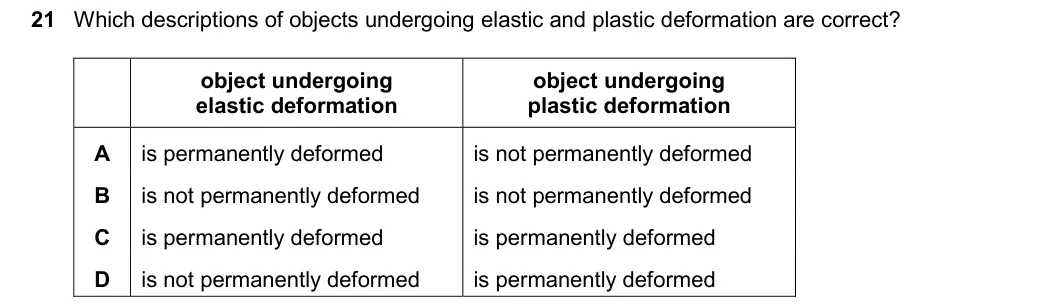 21 Which descriptions of objects undergoing elastic and plastic deformation are correct?
object undergoing object undergoing
elastic deformation plastic deformation
A is permanently deformed is not permanently deformed
B is not permanently deformed is not permanently deformed
C is permanently deformed is permanently deformed
D is not permanently deformed is permanently deformed